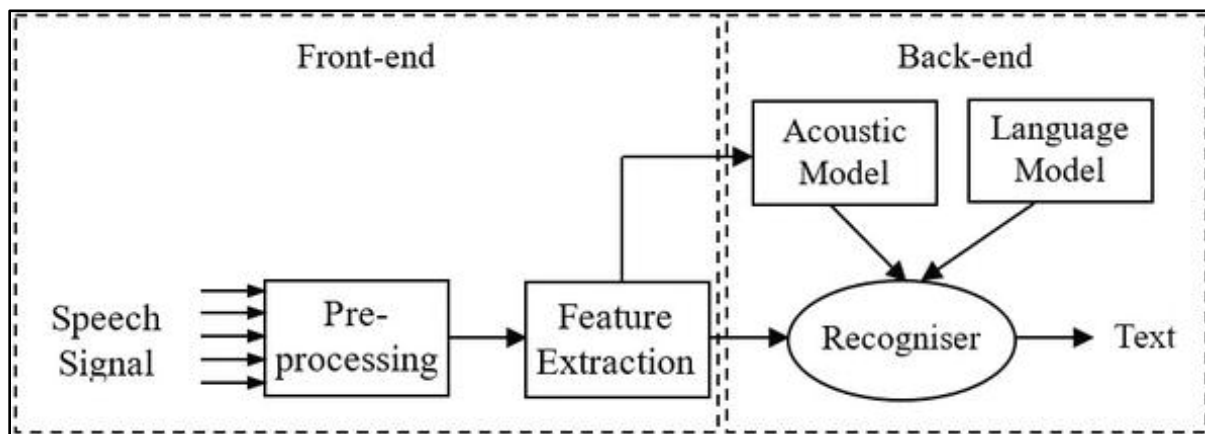 Front-end
Back-end
Acoustic
Model
Language
Model
Speech
Signal
Pre-
processing
Feature
Extraction
Recogniser
Text